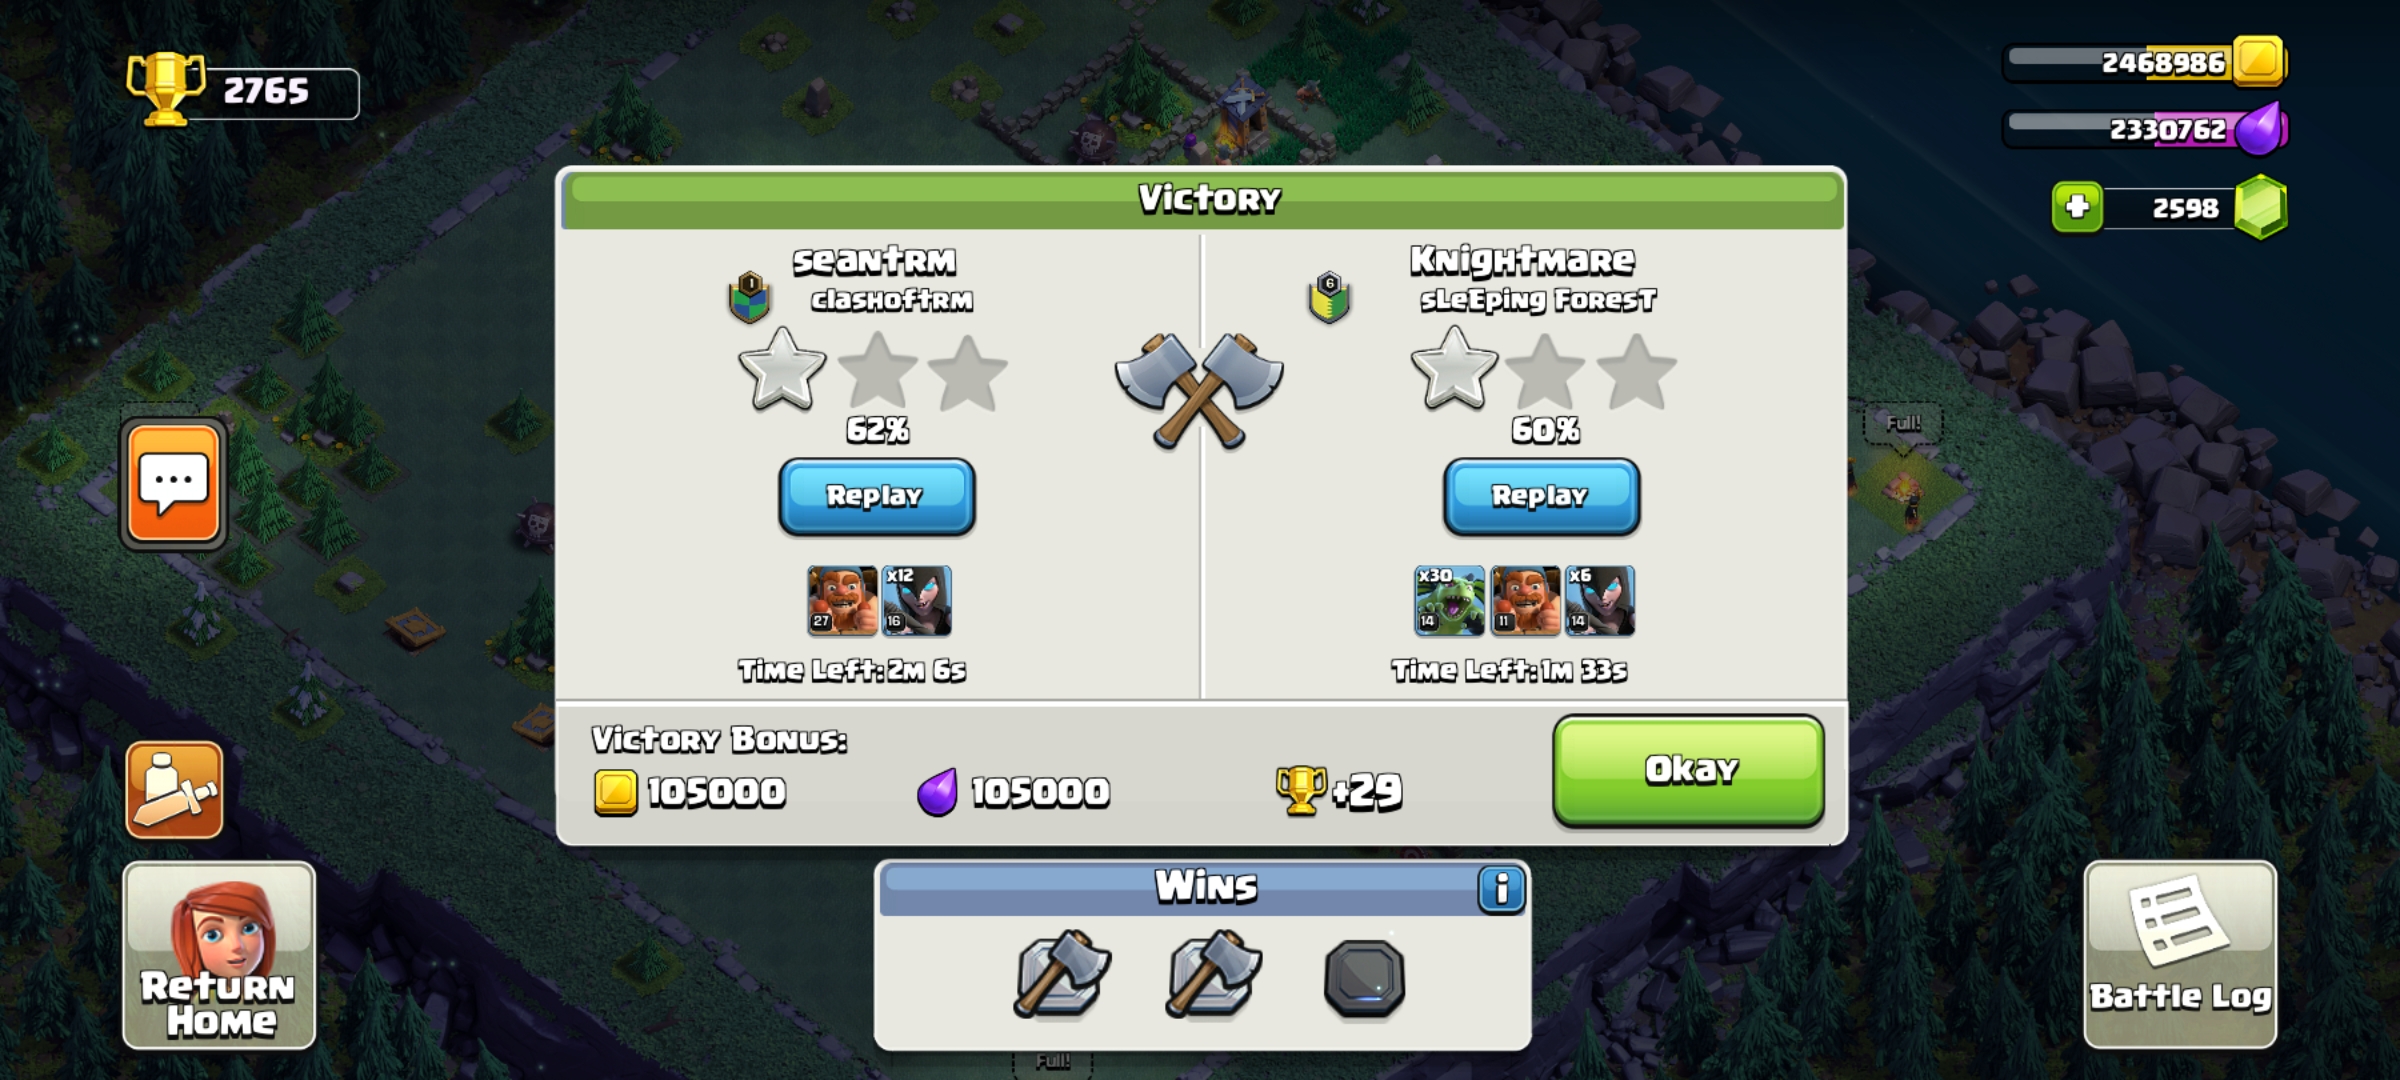 2765
2468986
2330762
2598
Victory
seantrm
clashoftrm
1
62%
Replay
27
x12
16
Time Left:2m 6s
Knightmare
sLeEping ForesT
6
60%
Replay
x30
14
11
x6
14
Time Left:1m 33s
Full!
Victory Bonus:
105000
105000
+29
Okay
Wins
i
Return
Home
Battle Log
Full!